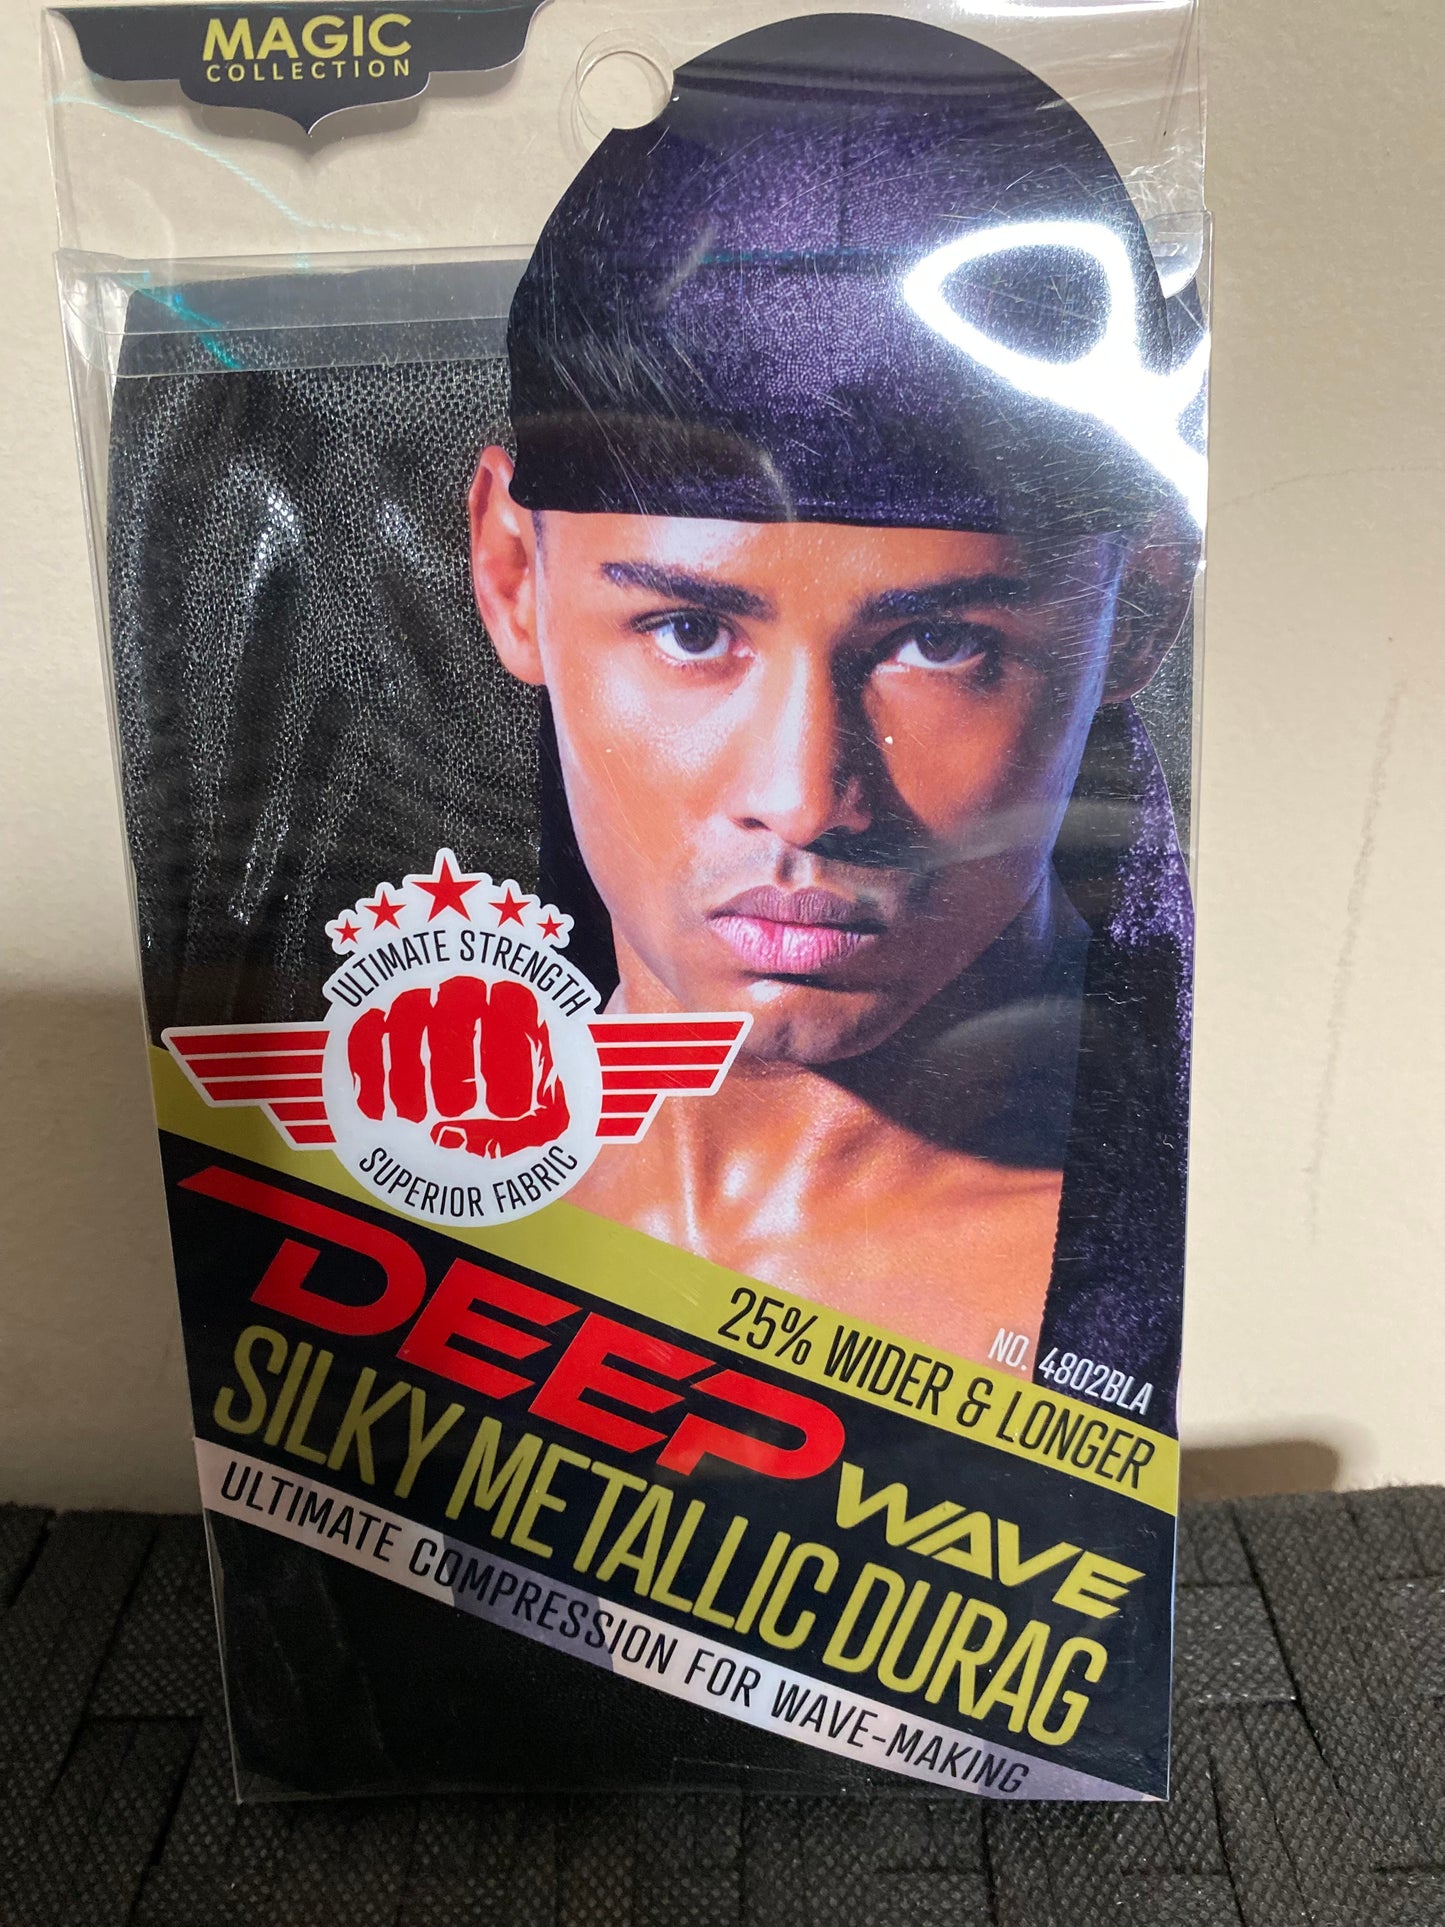 MAGIC
COLLECTION
ULTIMATE STRENGTH
SUPERIOR FABRIC
NO. 4802BLA
25% WIDER & LONGER
DEEP WAVE
SILKY METALLIC DURAG
ULTIMATE COMPRESSION FOR WAVE-MAKING